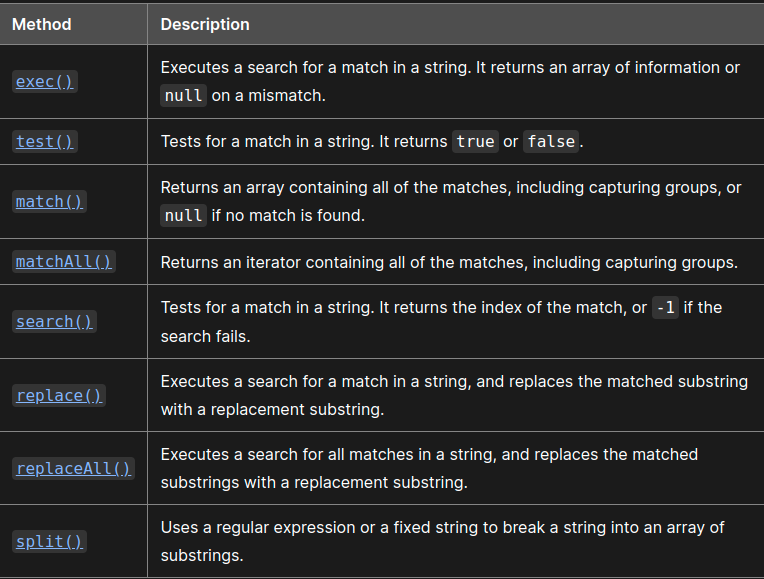 Method Description
exec() Executes a search for a match in a string. It returns an array of information or
null on a mismatch.
test() Tests for a match in a string. It returns true or false.
match() Returns an array containing all of the matches, including capturing groups, or
null if no match is found.
matchAll() Returns an iterator containing all of the matches, including capturing groups.
search() Tests for a match in a string. It returns the index of the match, or -1 if the
search fails.
replace() Executes a search for a match in a string, and replaces the matched substring
with a replacement substring.
replaceAll() Executes a search for all matches in a string, and replaces the matched
substrings with a replacement substring.
split() Uses a regular expression or a fixed string to break a string into an array of
substrings.